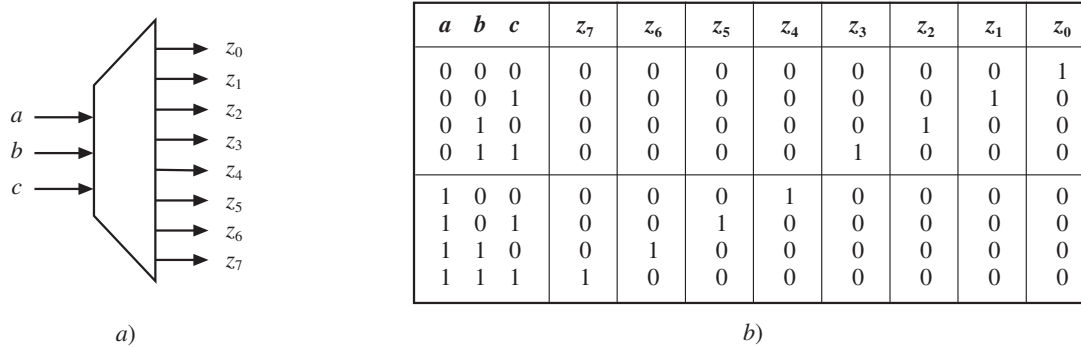 z0
z1
z2
z3
z4
z5
z6
z7
a
b
c
a)
a b c z7 z6 z5 z4 z3 z2 z1 z0
0 0 0 0 0 0 0 0 0 0 1
0 0 1 0 0 0 0 0 0 1 0
0 1 0 0 0 0 0 0 1 0 0
0 1 1 0 0 0 0 1 0 0 0
1 0 0 0 0 0 1 0 0 0 0
1 0 1 0 0 1 0 0 0 0 0
1 1 0 0 1 0 0 0 0 0 0
1 1 1 1 0 0 0 0 0 0 0
b)